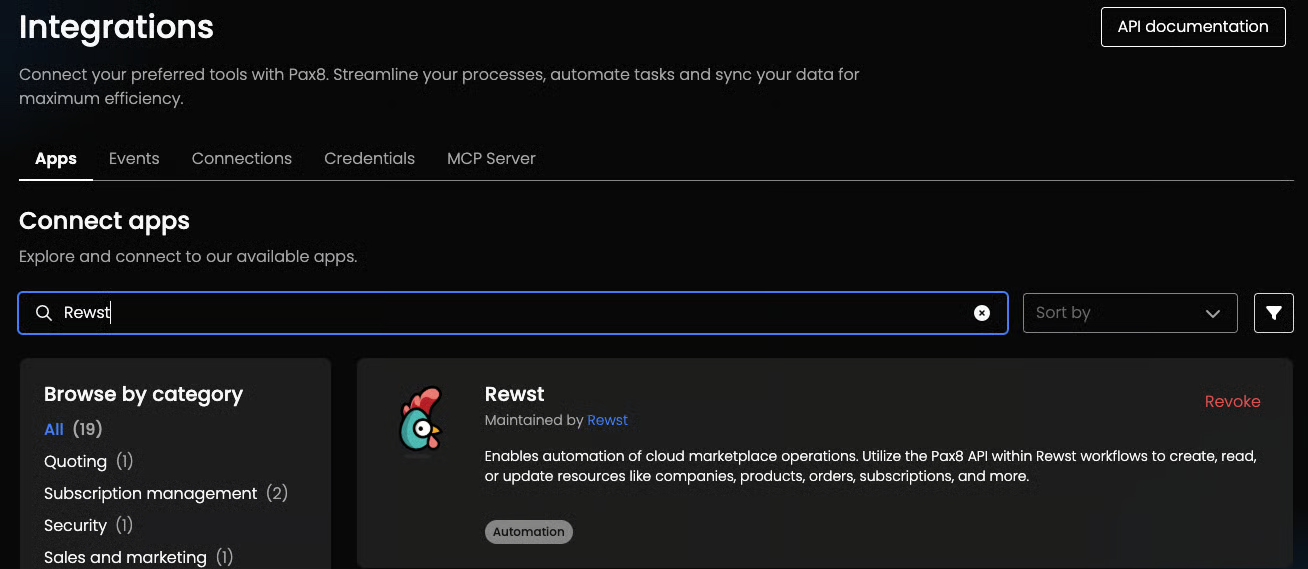 Integrations
API documentation
Connect your preferred tools with Pax8. Streamline your processes, automate tasks and sync your data for
maximum efficiency.
Apps
Events
Connections
Credentials
MCP Server
Connect apps
Explore and connect to our available apps.
Rewst
Sort by
Browse by category
All (19)
Quoting (1)
Subscription management (2)
Security (1)
Sales and marketing (1)
Rewst
Maintained by Rewst
Revoke
Enables automation of cloud marketplace operations. Utilize the Pax8 API within Rewst workflows to create, read,
or update resources like companies, products, orders, subscriptions, and more.
Automation